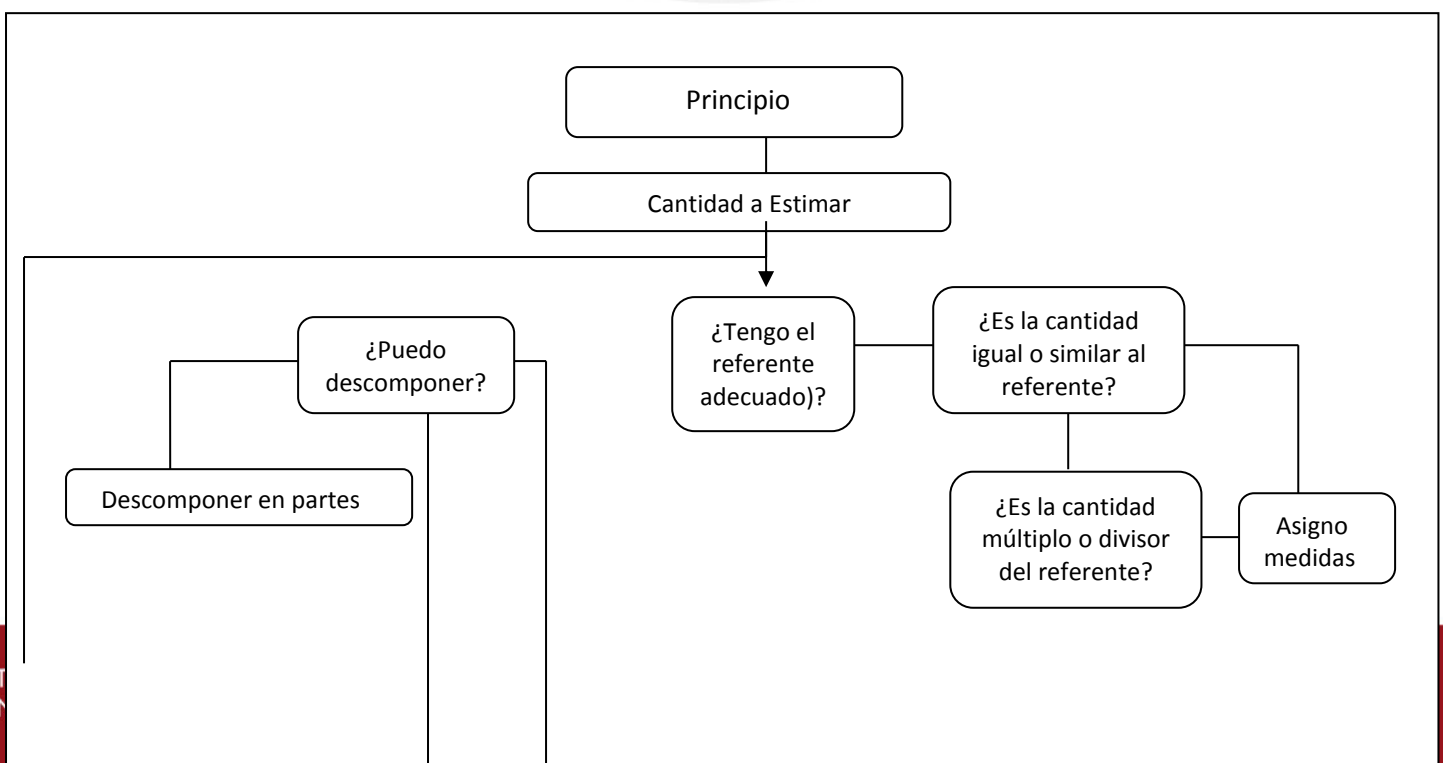 Principio
Cantidad a Estimar
¿Tengo el
referente
adecuado)?
¿Es la cantidad
igual o similar al
referente?
¿Puedo
descomponer?
Descomponer en partes
¿Es la cantidad
múltiplo o divisor
del referente?
Asigno
medidas